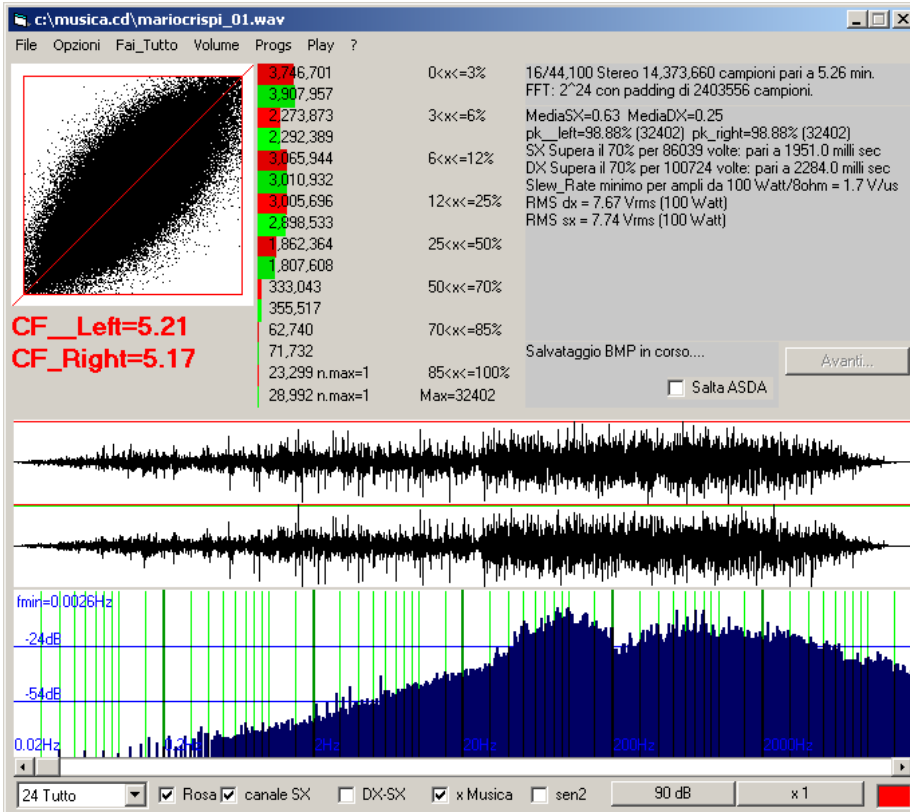 c:\musica.cd\mariocrispi_01.wav
File Opzioni Fai_Tutto Volume Progs Play ?
3,746,701 0<x<=3%
3,907,957
2,273,873 3<x<=6%
2,292,389
3,065,944 6<x<=12%
3,010,932
3,005,696 12<x<=25%
2,898,533
1,862,364 25<x<=50%
1,807,608
333,043 50<x<=70%
355,517
62,740 70<x<=85%
71,732
23,299 n.max=1 85<x<=100%
28,992 n.max=1 Max=32402
16/44,100 Stereo 14,373,660 campioni pari a 5.26 min.
FFT: 2^24 con padding di 2403556 campioni.
MediaSX=0.63 MediaDX=0.25
pk__left=98.88% (32402) pk_right=98.88% (32402)
SX Supera il 70% per 86039 volte: pari a 1951.0 milli sec
DX Supera il 70% per 100724 volte: pari a 2284.0 milli sec
Slew_Rate minimo per ampli da 100 Watt/8ohm = 1.7 V/us
RMS dx = 7.67 Vrms (100 Watt)
RMS sx = 7.74 Vrms (100 Watt)
CF__Left=5.21
CF_Right=5.17
Salvataggio BMP in corso....
Avanti...
Salta ASDA
fmin=0.0026Hz
-24dB
-54dB
0.02Hz 0.2Hz 2Hz 20Hz 200Hz 2000Hz
24 Tutto Rosa canale SX DX-SX x Musica sen2 90 dB x 1